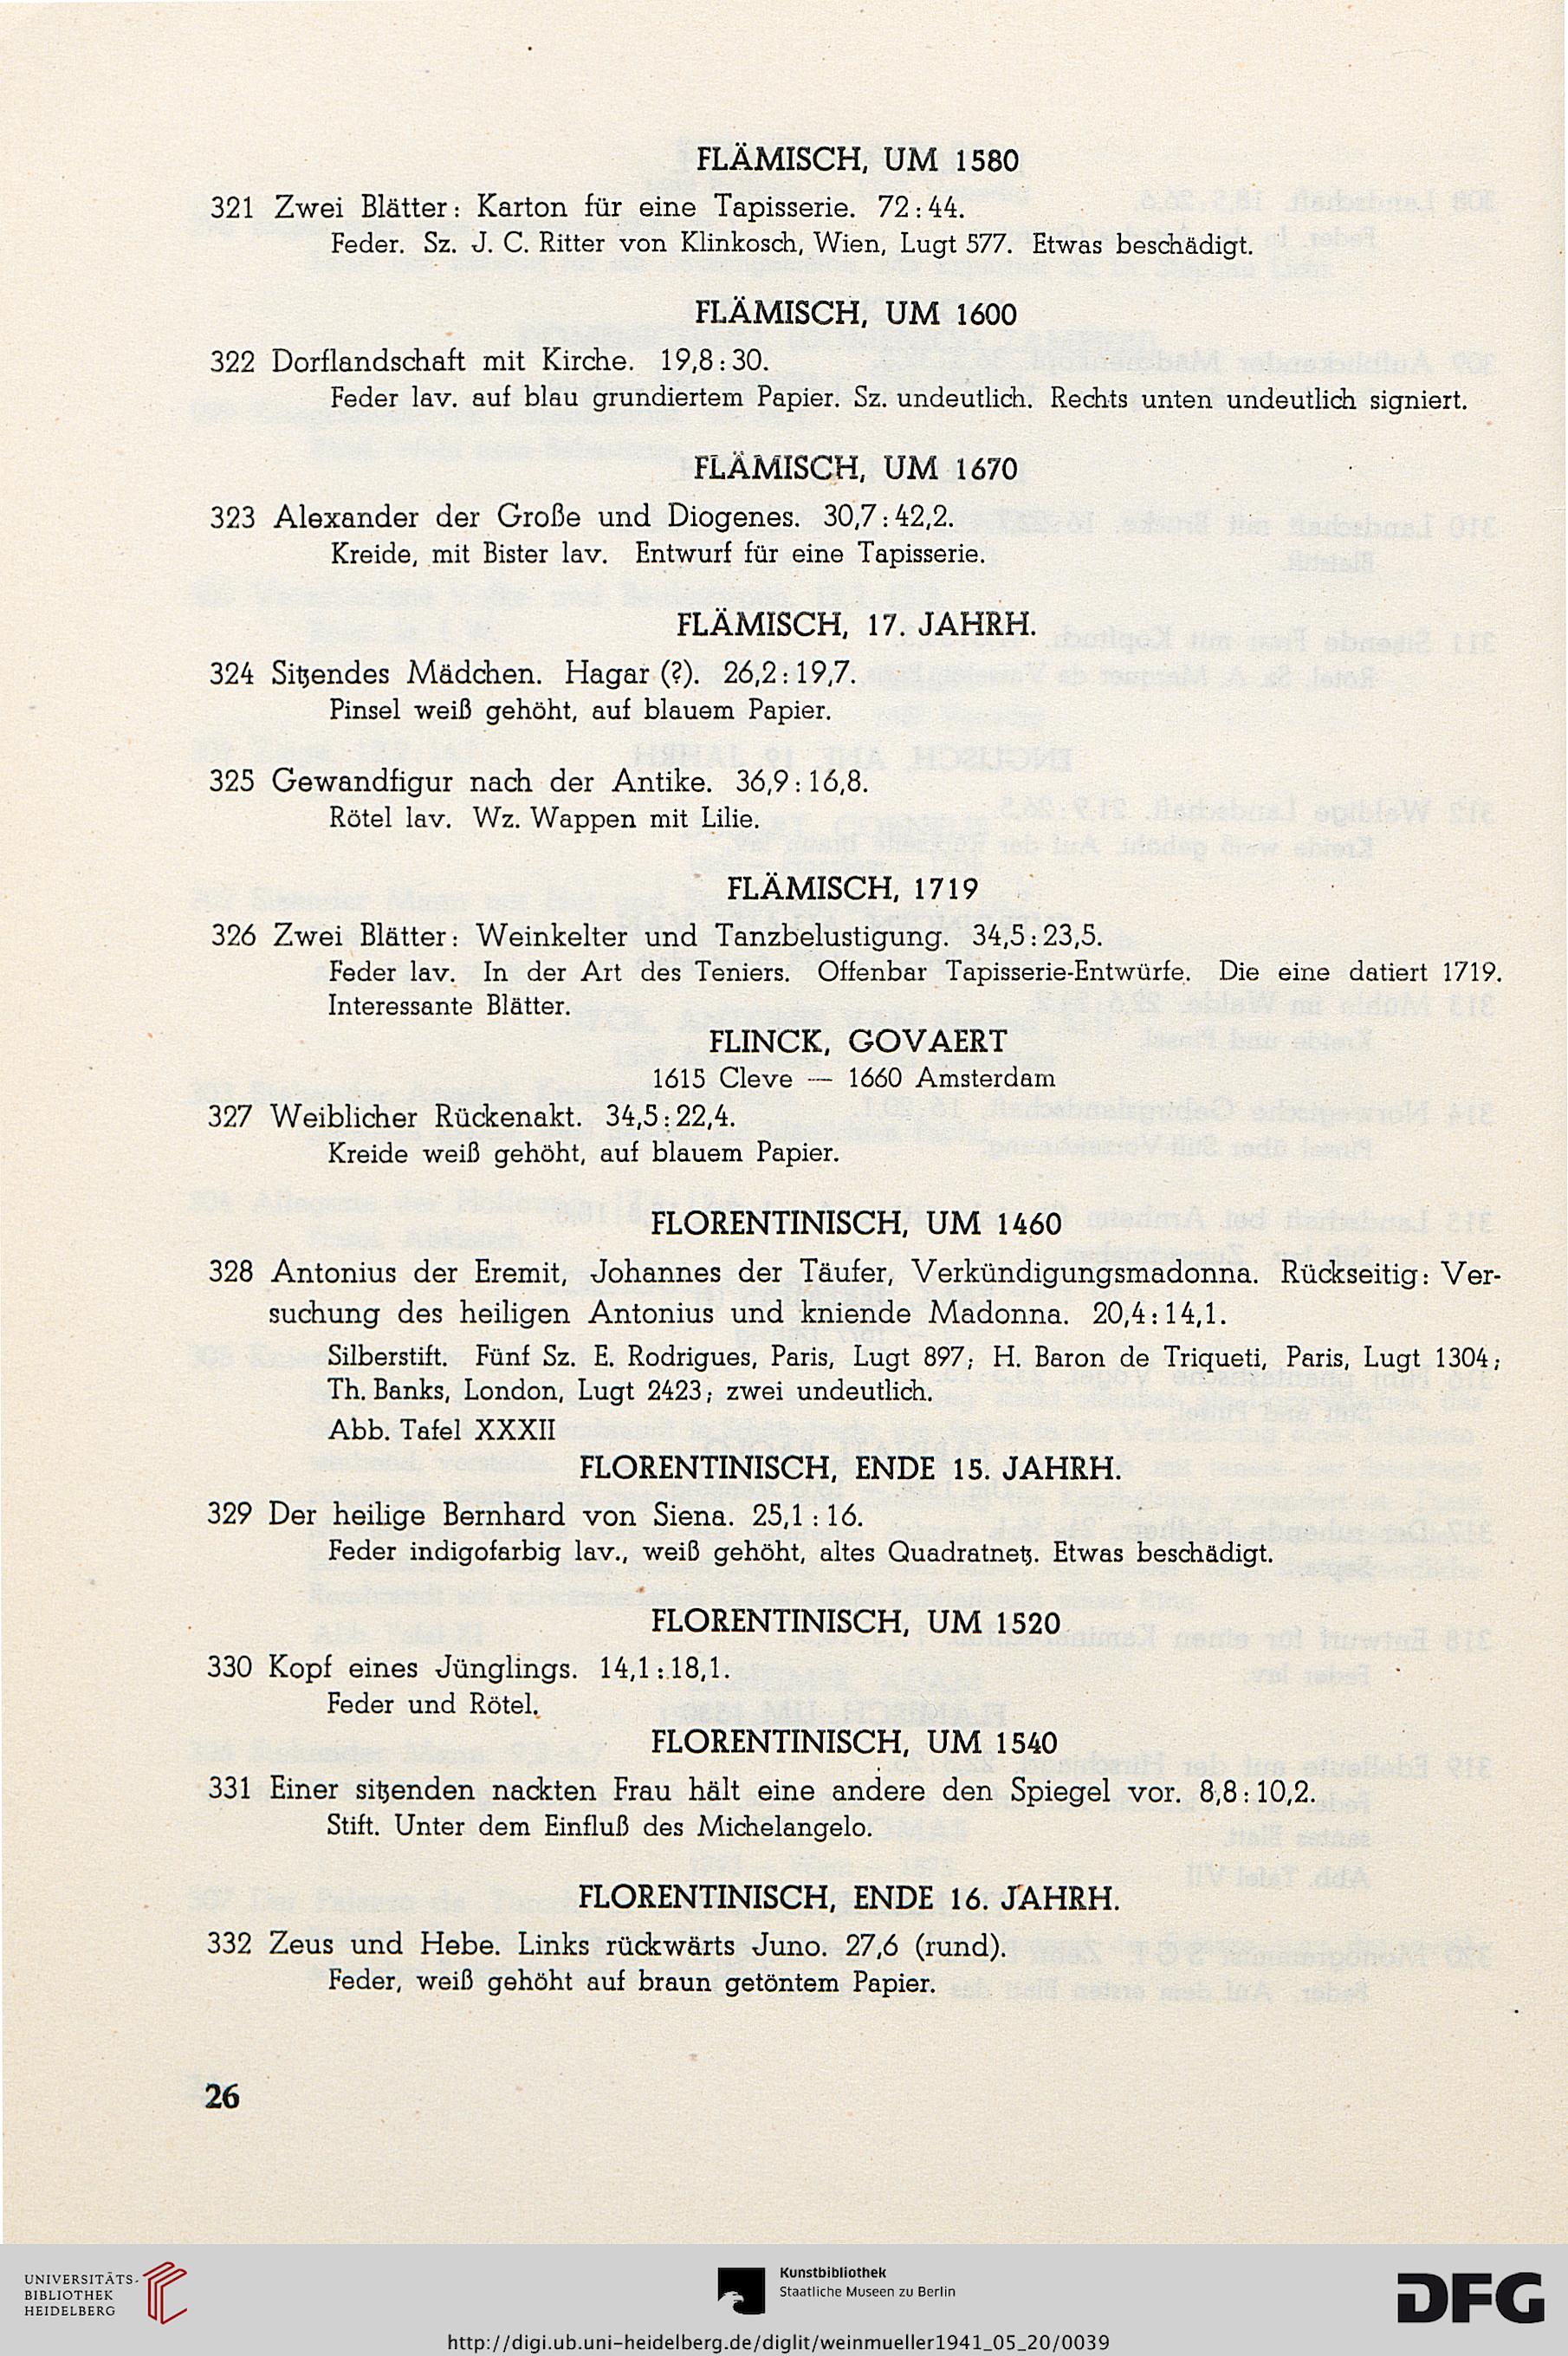 FLÄMISCH, UM 1580
321 Zwei Blätter: Karton für eine Tapisserie. 72:44.
Feder. Sz. J. C. Ritter von Klinkosch, Wien, Lugt 577. Etwas beschädigt.
FLÄMISCH, UM 1600
322 Dorflandschaft mit Kirche. 19,8:30.
Feder lav. auf blau grundiertem Papier. Sz. undeutlich. Rechts unten undeutlich signiert.
FLÄMISCH, UM 1670
323 Alexander der Große und Diogenes. 30,7:42,2.
Kreide, mit Bister lav. Entwurf für eine Tapisserie.
FLÄMISCH, 17. JAHRH.
324 Sitzendes Mädchen. Hagar (?). 26,2:19,7.
Pinsel weiß gehöht, auf blauem Papier.
325 Gewandfigur nach der Antike. 36,9:16,8.
Rötel lav. Wz. Wappen mit Lilie.
FLÄMISCH, 1719
326 Zwei Blätter: Weinkelter und Tanzbelustigung. 34,5:23,5.
Feder lav. In der Art des Teniers. Offenbar Tapisserie-Entwürfe. Die eine datiert 1719.
Interessante Blätter.
FLINCK, GOVAERT
1615 Cleve — 1660 Amsterdam
327 Weiblicher Rückenakt. 34,5:22,4.
Kreide weiß gehöht, auf blauem Papier.
FLORENTINISCH, UM 1460
328 Antonius der Eremit, Johannes der Täufer, Verkündigungsmadonna. Rückseitig: Ver-
suchung des heiligen Antonius und kniende Madonna. 20,4:14,1.
Silberstift. Fünf Sz. E. Rodrigues, Paris, Lugt 897; H. Baron de Triqueti, Paris, Lugt 1304;
Th. Banks, London, Lugt 2423; zwei undeutlich.
Abb. Tafel XXXII
FLORENTINISCH, ENDE 15. JAHRH.
329 Der heilige Bernhard von Siena. 25,1:16.
Feder indigofarbig lav., weiß gehöht, altes Quadratnetz. Etwas beschädigt.
FLORENTINISCH, UM 1520
330 Kopf eines Jünglings. 14,1:18,1.
Feder und Rötel.
FLORENTINISCH, UM 1540
331 Einer sitzenden nackten Frau hält eine andere den Spiegel vor. 8,8:10,2.
Stift. Unter dem Einfluß des Michelangelo.
FLORENTINISCH, ENDE 16. JAHRH.
332 Zeus und Hebe. Links rückwärts Juno. 27,6 (rund).
Feder, weiß gehöht auf braun getöntem Papier.
26
UNIVERSITÄTS-
BIBLIOTHEK
HEIDELBERG
Kunstbibliothek
Staatliche Museen zu Berlin
DFG
http://digi.ub.uni-heidelberg.de/diglit/weinmueller1941_05_20/0039